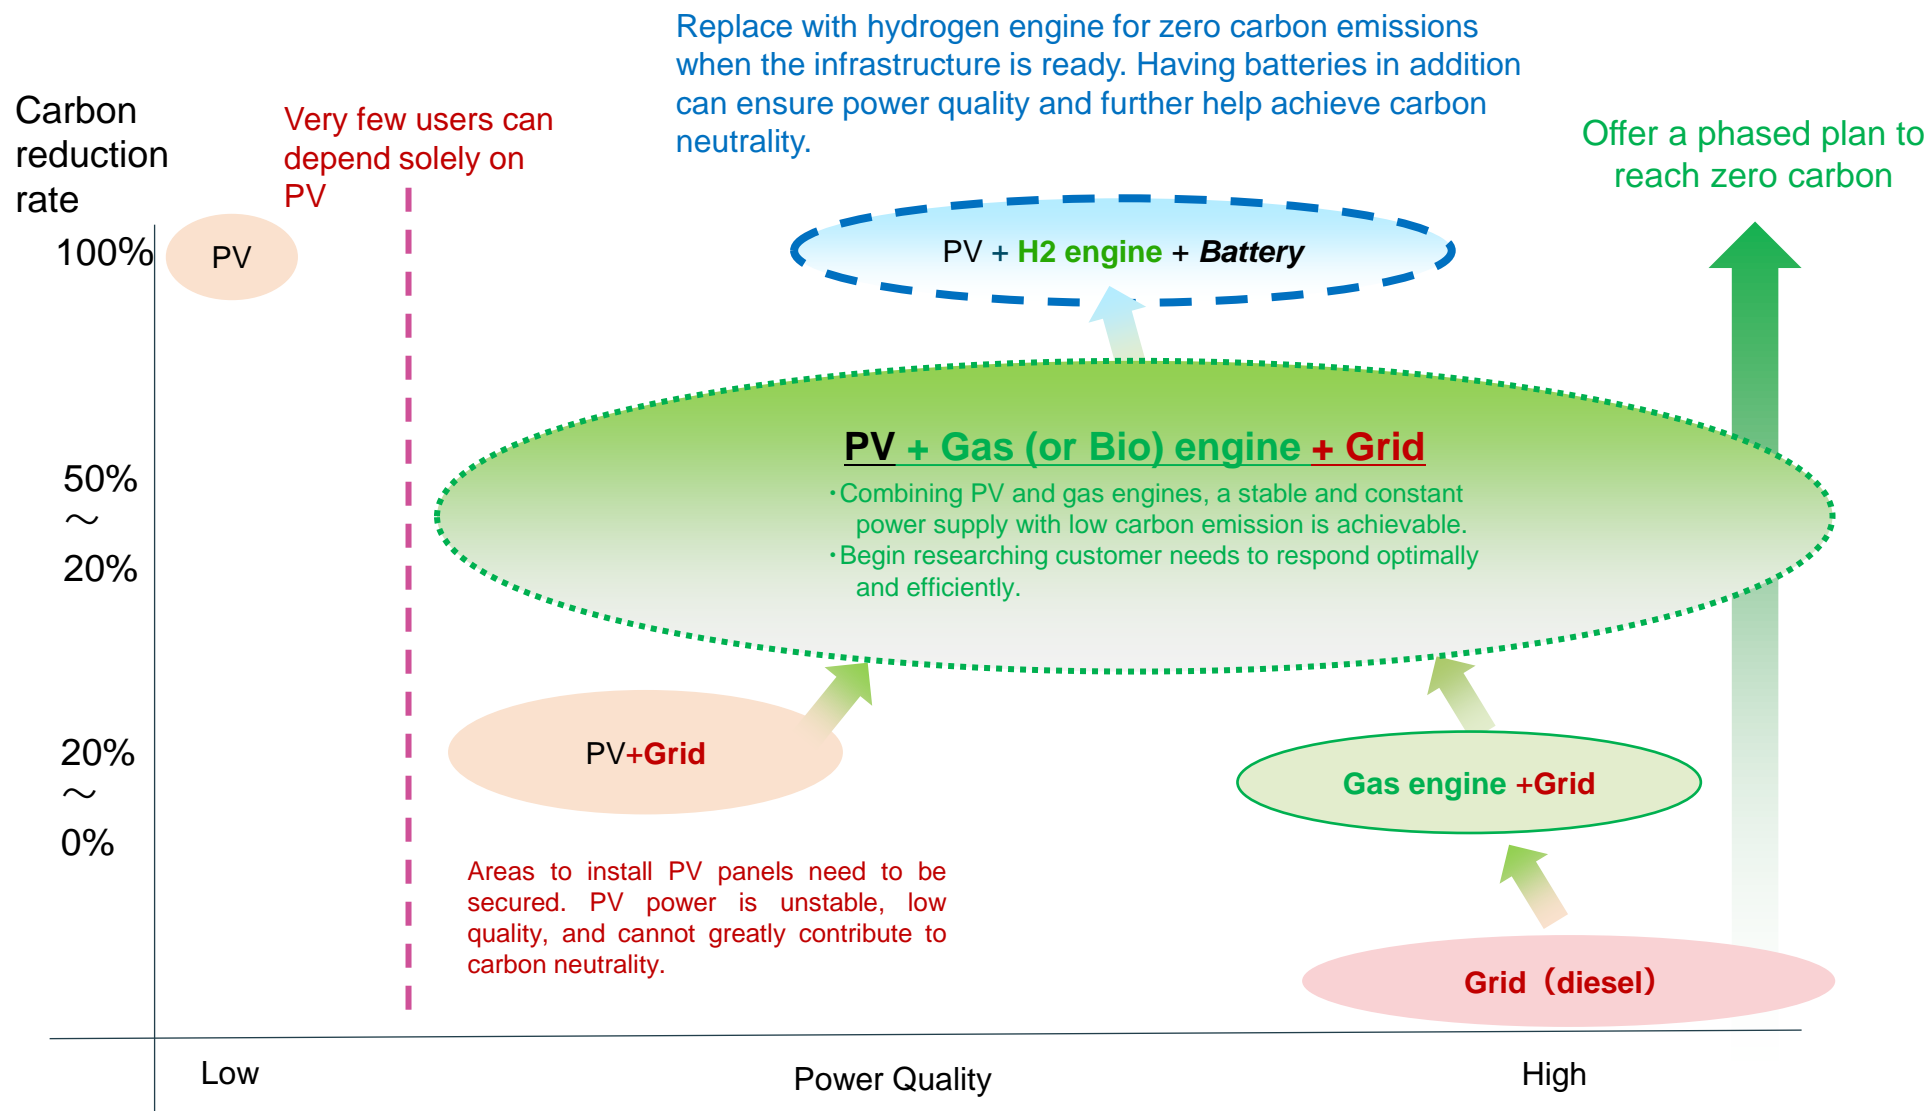 Replace with hydrogen engine for zero carbon emissions
when the infrastructure is ready. Having batteries in addition
can ensure power quality and further help achieve carbon
neutrality.
Carbon
reduction
rate
Very few users can
depend solely on
PV
Offer a phased plan to
reach zero carbon
100%
PV
PV + H2 engine + Battery
PV + Gas (or Bio) engine + Grid
・Combining PV and gas engines, a stable and constant
power supply with low carbon emission is achievable.
・Begin researching customer needs to respond optimally
and efficiently.
50%
～
20%
PV+Grid
Gas engine +Grid
20%
～
0%
Areas to install PV panels need to be
secured. PV power is unstable, low
quality, and cannot greatly contribute to
carbon neutrality.
Grid（diesel）
Low
Power Quality
High